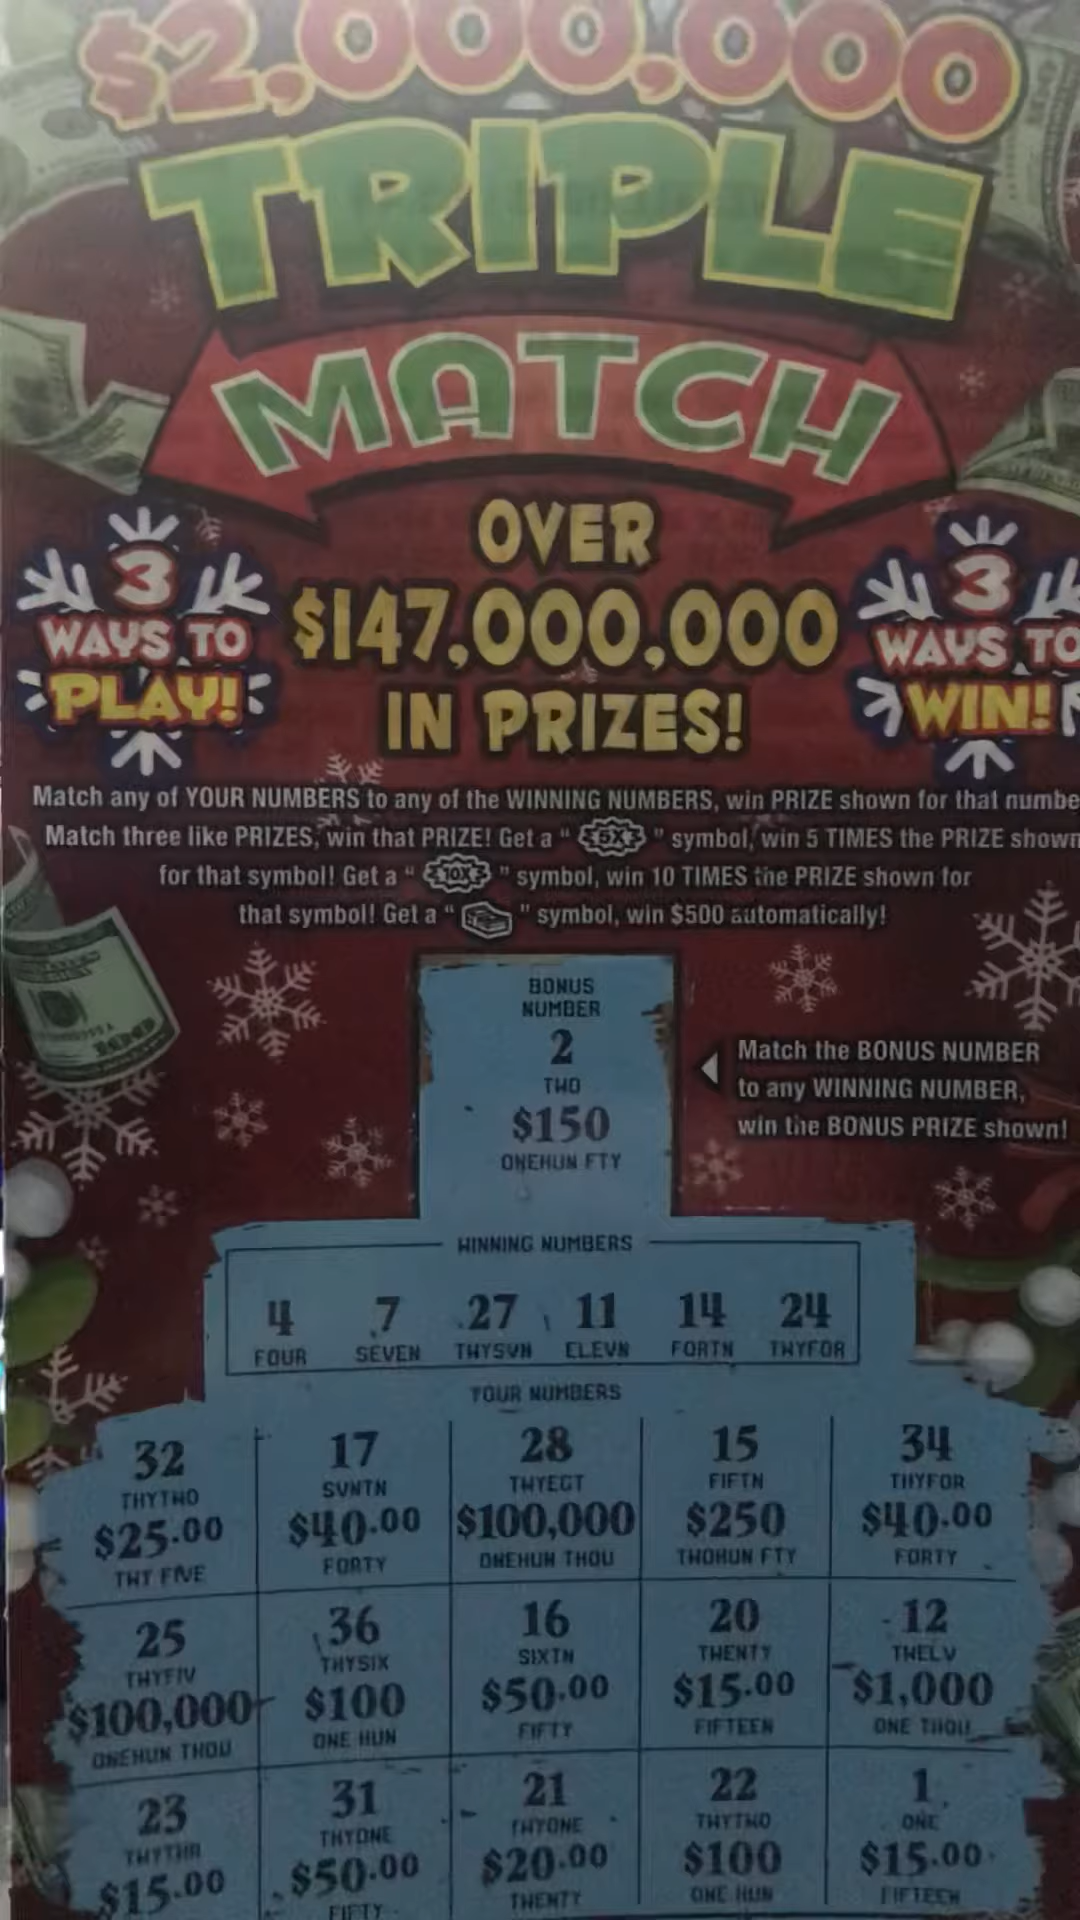 $2,000,000
TRIPLE
MATCH
OVER
$147,000,000
IN PRIZES!
3
WAYS TO
PLAY!
3
WAYS TO
WIN!
Match any of YOUR NUMBERS to any of the WINNING NUMBERS, win PRIZE shown for that numbe
Match three like PRIZES, win that PRIZE! Get a " 5X " symbol, win 5 TIMES the PRIZE shown
for that symbol! Get a " 10X " symbol, win 10 TIMES the PRIZE shown for
that symbol! Get a " " symbol, win $500 automatically!
BONUS
NUMBER
2
TWO
$150
ONEHUN FTY
Match the BONUS NUMBER
to any WINNING NUMBER,
win the BONUS PRIZE shown!
WINNING NUMBERS
4 7 27 11 14 24
FOUR SEVEN TWYSVN ELEVN FORTN TWYFOR
YOUR NUMBERS
32 17 28 15 34
THYTWO SVNTN TWYEGT FIFTN THYFOR
$25.00 $40.00 $100,000 $250 $40.00
TWY FIVE FORTY ONEHUN THOU TWOHUN FTY FORTY
25 36 16 20 12
TWYFIV THYSIX SIXTN TWENTY TWELV
$100,000 $100 $50.00 $15.00 $1,000
ONEHUN THOU ONE HUN FIFTY FIFTEEN ONE THOU
23 31 21 22 1
TWYTHR THYONE TWYONE TWYTWO ONE
$15.00 $50.00 $20.00 $100 $15.00
FIFTY TWENTY ONE HUN FIFTEEN